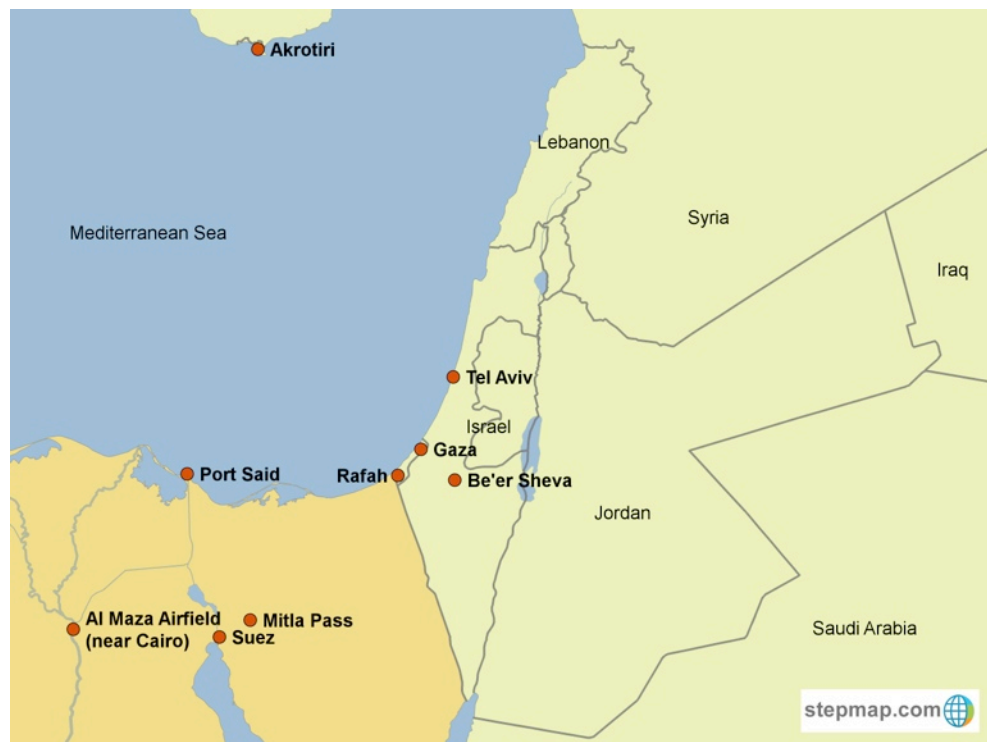 Akrotiri
Lebanon
Syria
Mediterranean Sea
Iraq
Tel Aviv
Israel
Gaza
Port Said
Rafah
Be'er Sheva
Jordan
Al Maza Airfield
(near Cairo)
Mitla Pass
Suez
Saudi Arabia
stepmap.com